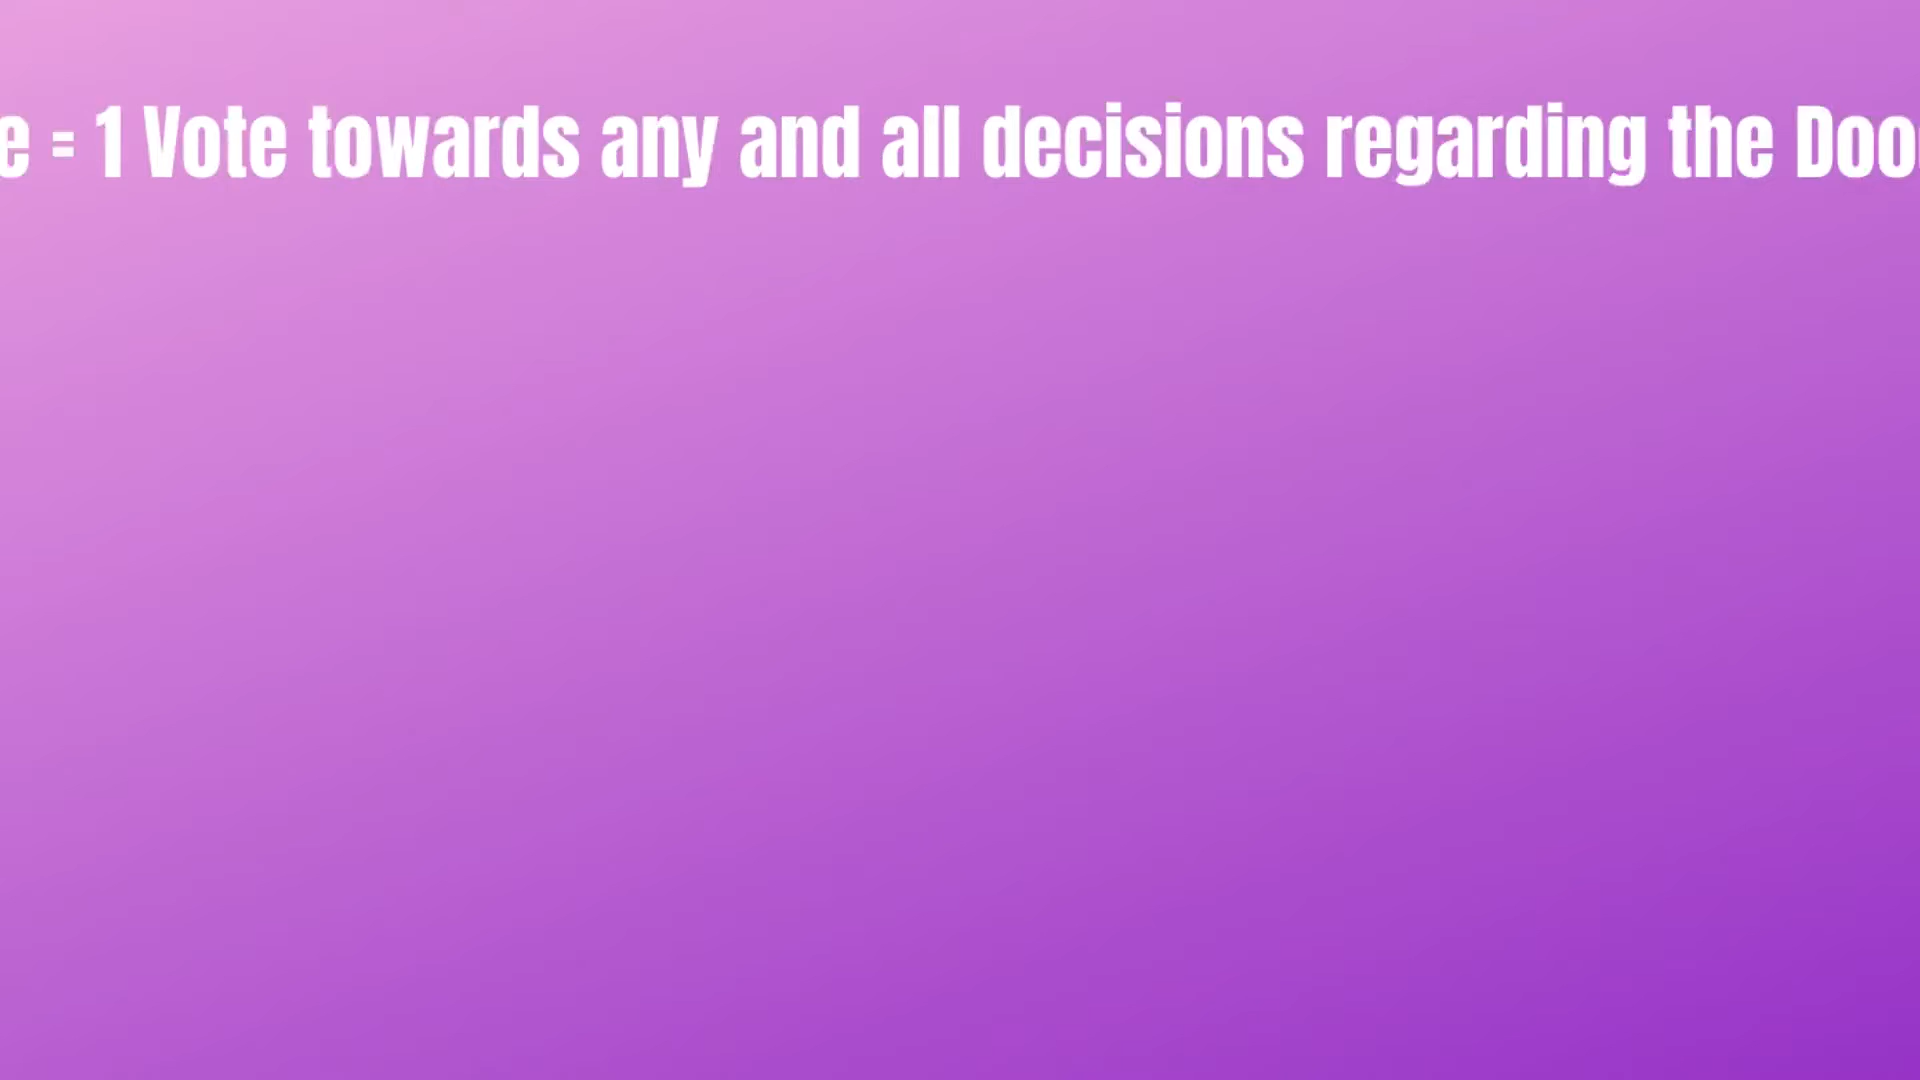 e = 1 Vote towards any and all decisions regarding the Doo